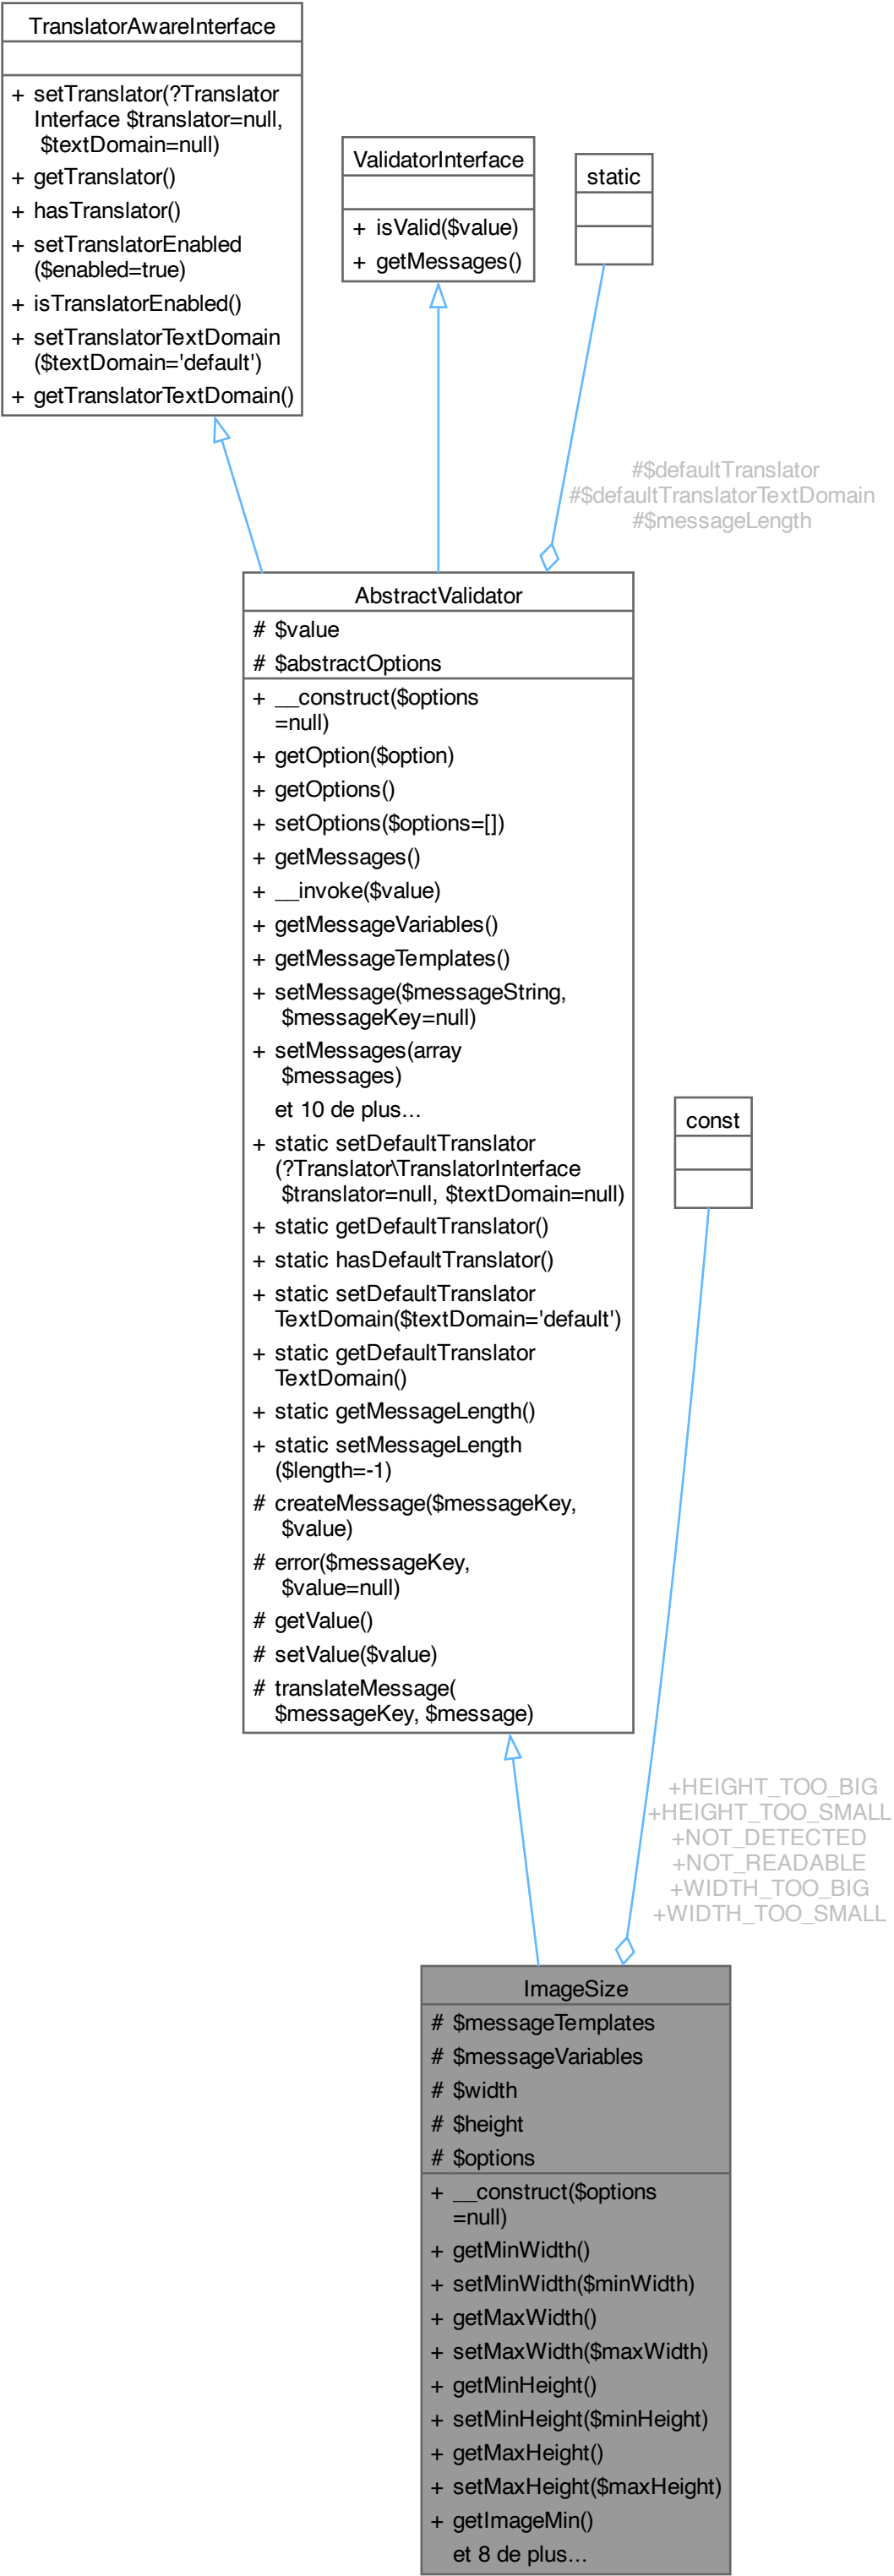 TranslatorAwareInterface
+ setTranslator(?Translator
Interface $translator=null,
$textDomain=null)
+ getTranslator()
+ hasTranslator()
+ setTranslatorEnabled
($enabled=true)
+ isTranslatorEnabled()
+ setTranslatorTextDomain
($textDomain='default')
+ getTranslatorTextDomain()
ValidatorInterface
+ isValid($value)
+ getMessages()
static
#$defaultTranslator
#$defaultTranslatorTextDomain
#$messageLength
AbstractValidator
# $value
# $abstractOptions
+ __construct($options
=null)
+ getOption($option)
+ getOptions()
+ setOptions($options=[])
+ getMessages()
+ __invoke($value)
+ getMessageVariables()
+ getMessageTemplates()
+ setMessage($messageString,
$messageKey=null)
+ setMessages(array
$messages)
et 10 de plus...
+ static setDefaultTranslator
(?Translator\TranslatorInterface
$translator=null, $textDomain=null)
+ static getDefaultTranslator()
+ static hasDefaultTranslator()
+ static setDefaultTranslator
TextDomain($textDomain='default')
+ static getDefaultTranslator
TextDomain()
+ static getMessageLength()
+ static setMessageLength
($length=-1)
# createMessage($messageKey,
$value)
# error($messageKey,
$value=null)
# getValue()
# setValue($value)
# translateMessage(
$messageKey, $message)
const
+HEIGHT_TOO_BIG
+HEIGHT_TOO_SMALL
+NOT_DETECTED
+NOT_READABLE
+WIDTH_TOO_BIG
+WIDTH_TOO_SMALL
ImageSize
# $messageTemplates
# $messageVariables
# $width
# $height
# $options
+ __construct($options
=null)
+ getMinWidth()
+ setMinWidth($minWidth)
+ getMaxWidth()
+ setMaxWidth($maxWidth)
+ getMinHeight()
+ setMinHeight($minHeight)
+ getMaxHeight()
+ setMaxHeight($maxHeight)
+ getImageMin()
et 8 de plus...